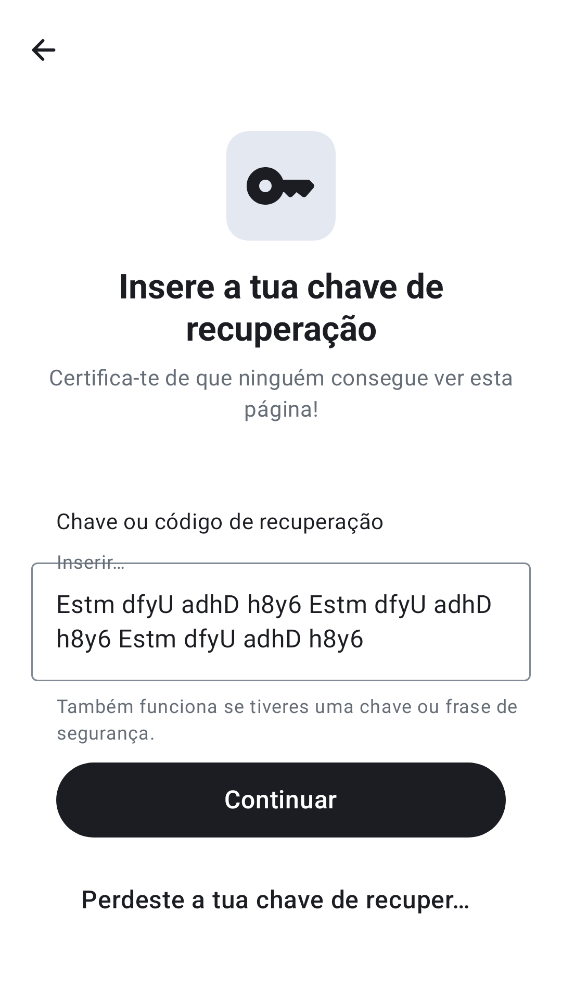 Insere a tua chave de
recuperação
Certifica-te de que ninguém consegue ver esta
página!
Chave ou código de recuperação
Inserir…
Estm dfyU adhD h8y6 Estm dfyU adhD
h8y6 Estm dfyU adhD h8y6
Também funciona se tiveres uma chave ou frase de
segurança.
Continuar
Perdeste a tua chave de recuper…